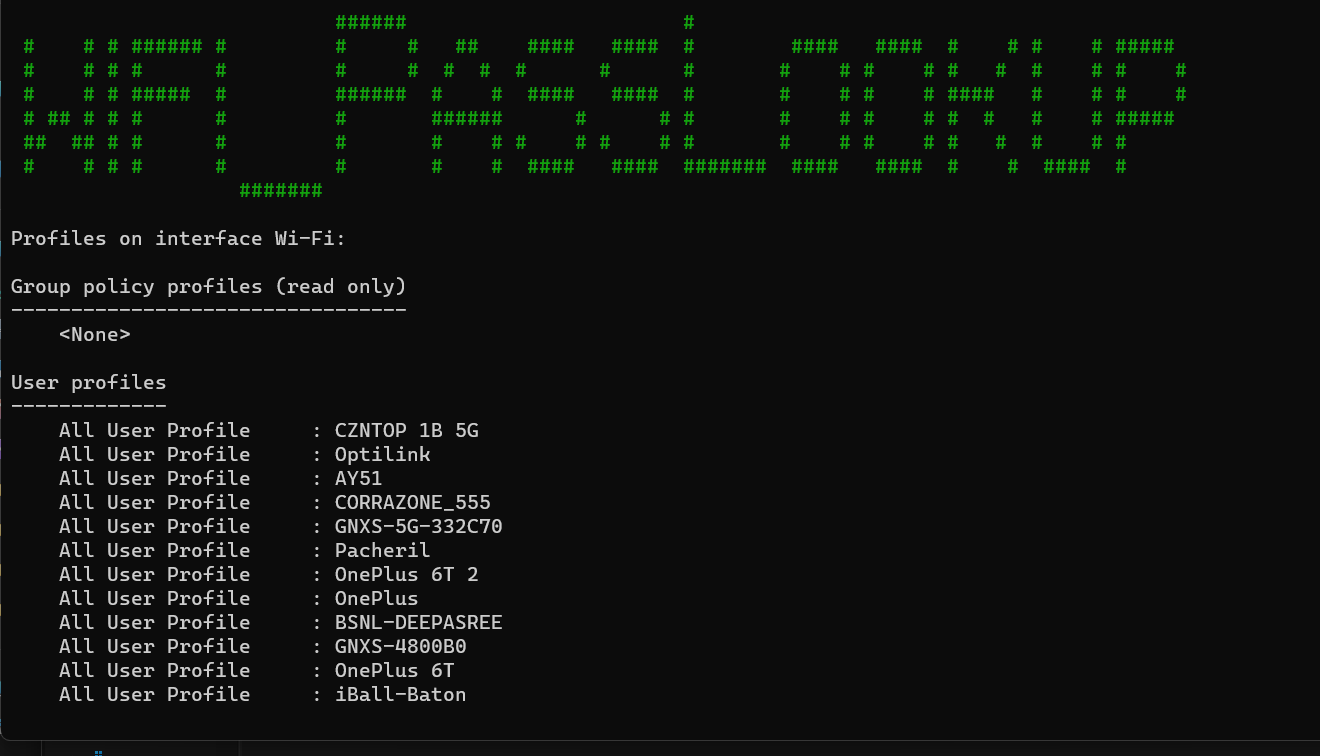 wifi_PassLookup
Profiles on interface Wi-Fi:
Group policy profiles (read only)
---------------------------------
<None>
User profiles
-------------
All User Profile     : CZNTOP 1B 5G
All User Profile     : Optilink
All User Profile     : AY51
All User Profile     : CORRAZONE_555
All User Profile     : GNXS-5G-332C70
All User Profile     : Pacheril
All User Profile     : OnePlus 6T 2
All User Profile     : OnePlus
All User Profile     : BSNL-DEEPASREE
All User Profile     : GNXS-4800B0
All User Profile     : OnePlus 6T
All User Profile     : iBall-Baton